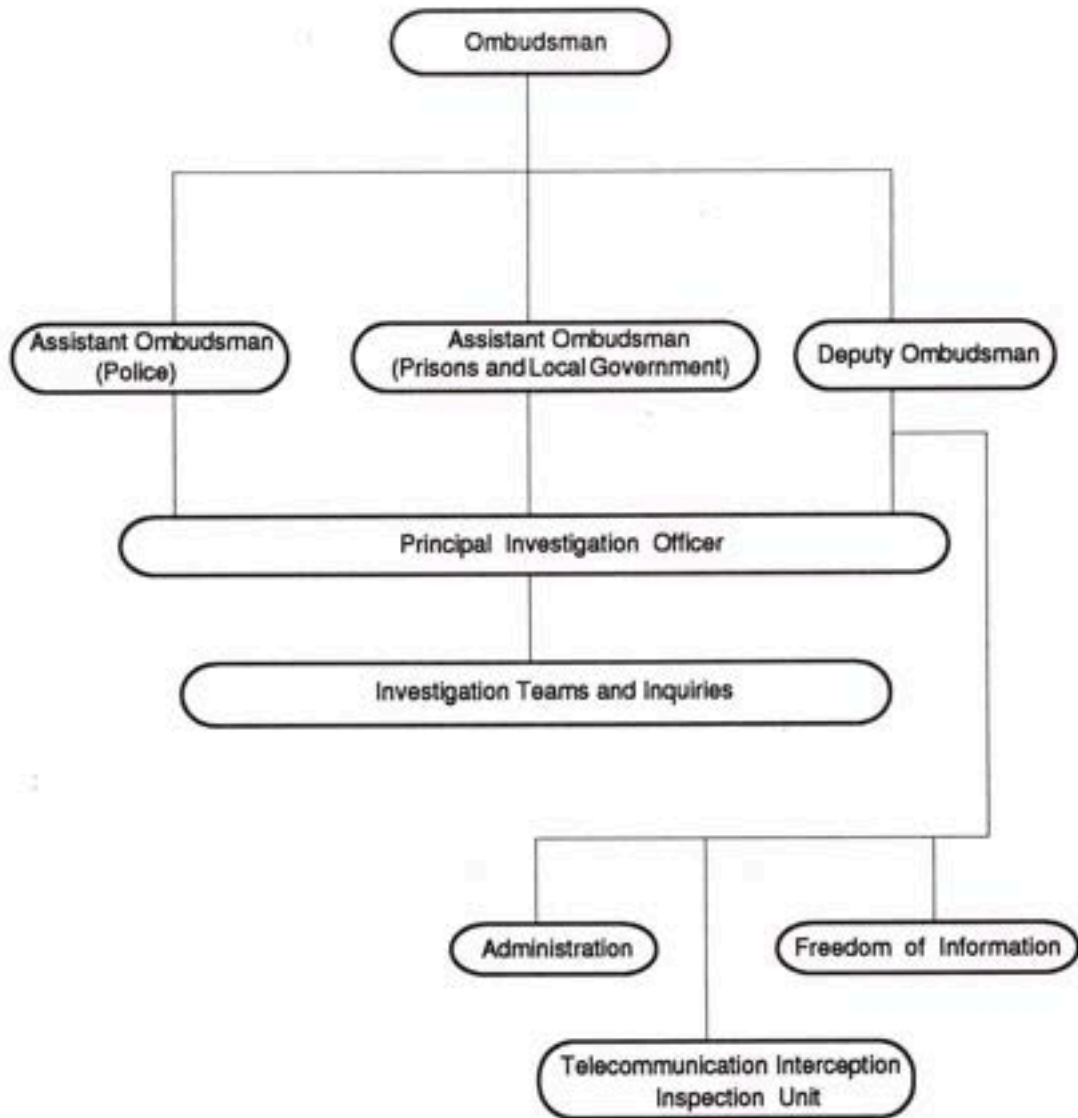 Ombudsman
Assistant Ombudsman
(Police)
Assistant Ombudsman
(Prisons and Local Government)
Deputy Ombudsman
Principal Investigation Officer
Investigation Teams and Inquiries
Administration
Freedom of Information
Telecommunication Interception
Inspection Unit